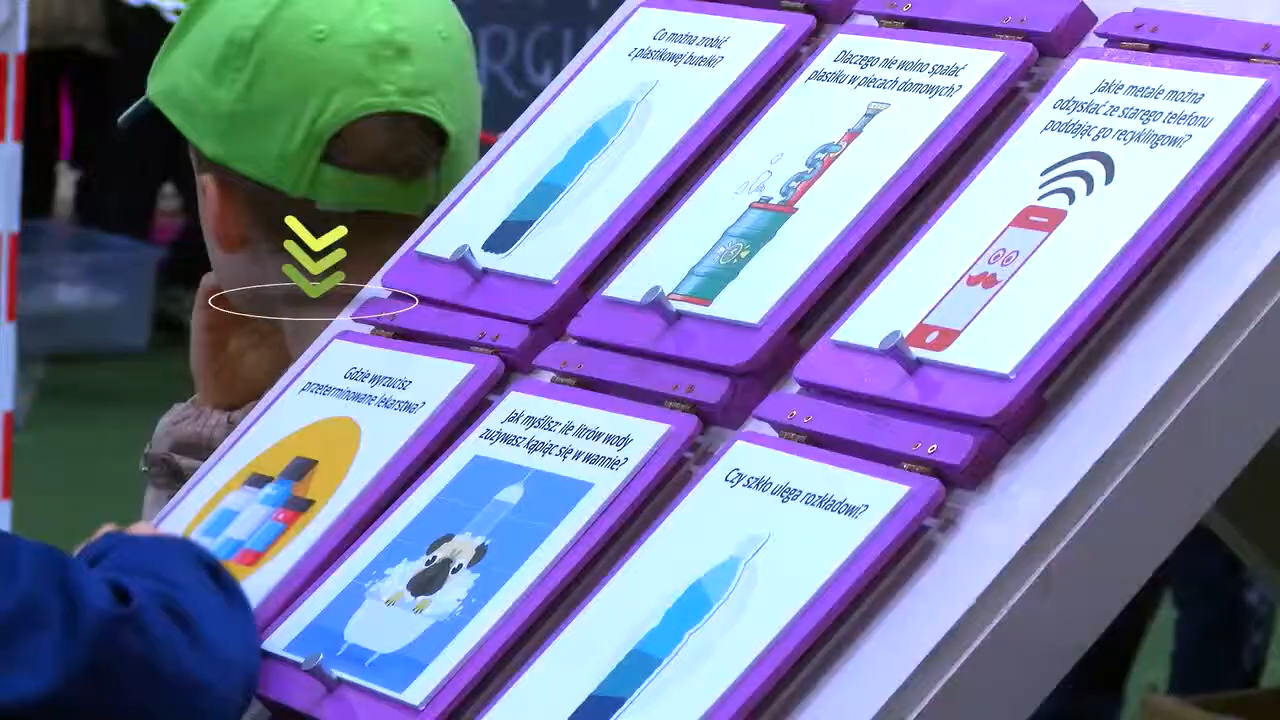 Co można zrobić
z plastikowej butelki?
Dlaczego nie wolno spalać
plastiku w piecach domowych?
Jakie metale można
odzyskać ze starego telefonu
poddając go recyklingowi?
Gdzie wyrzucisz
przeterminowane lekarstwa?
Jak myślisz ile litrów wody
zużywasz kąpiąc się w wannie?
Czy szkło ulega rozkładowi?